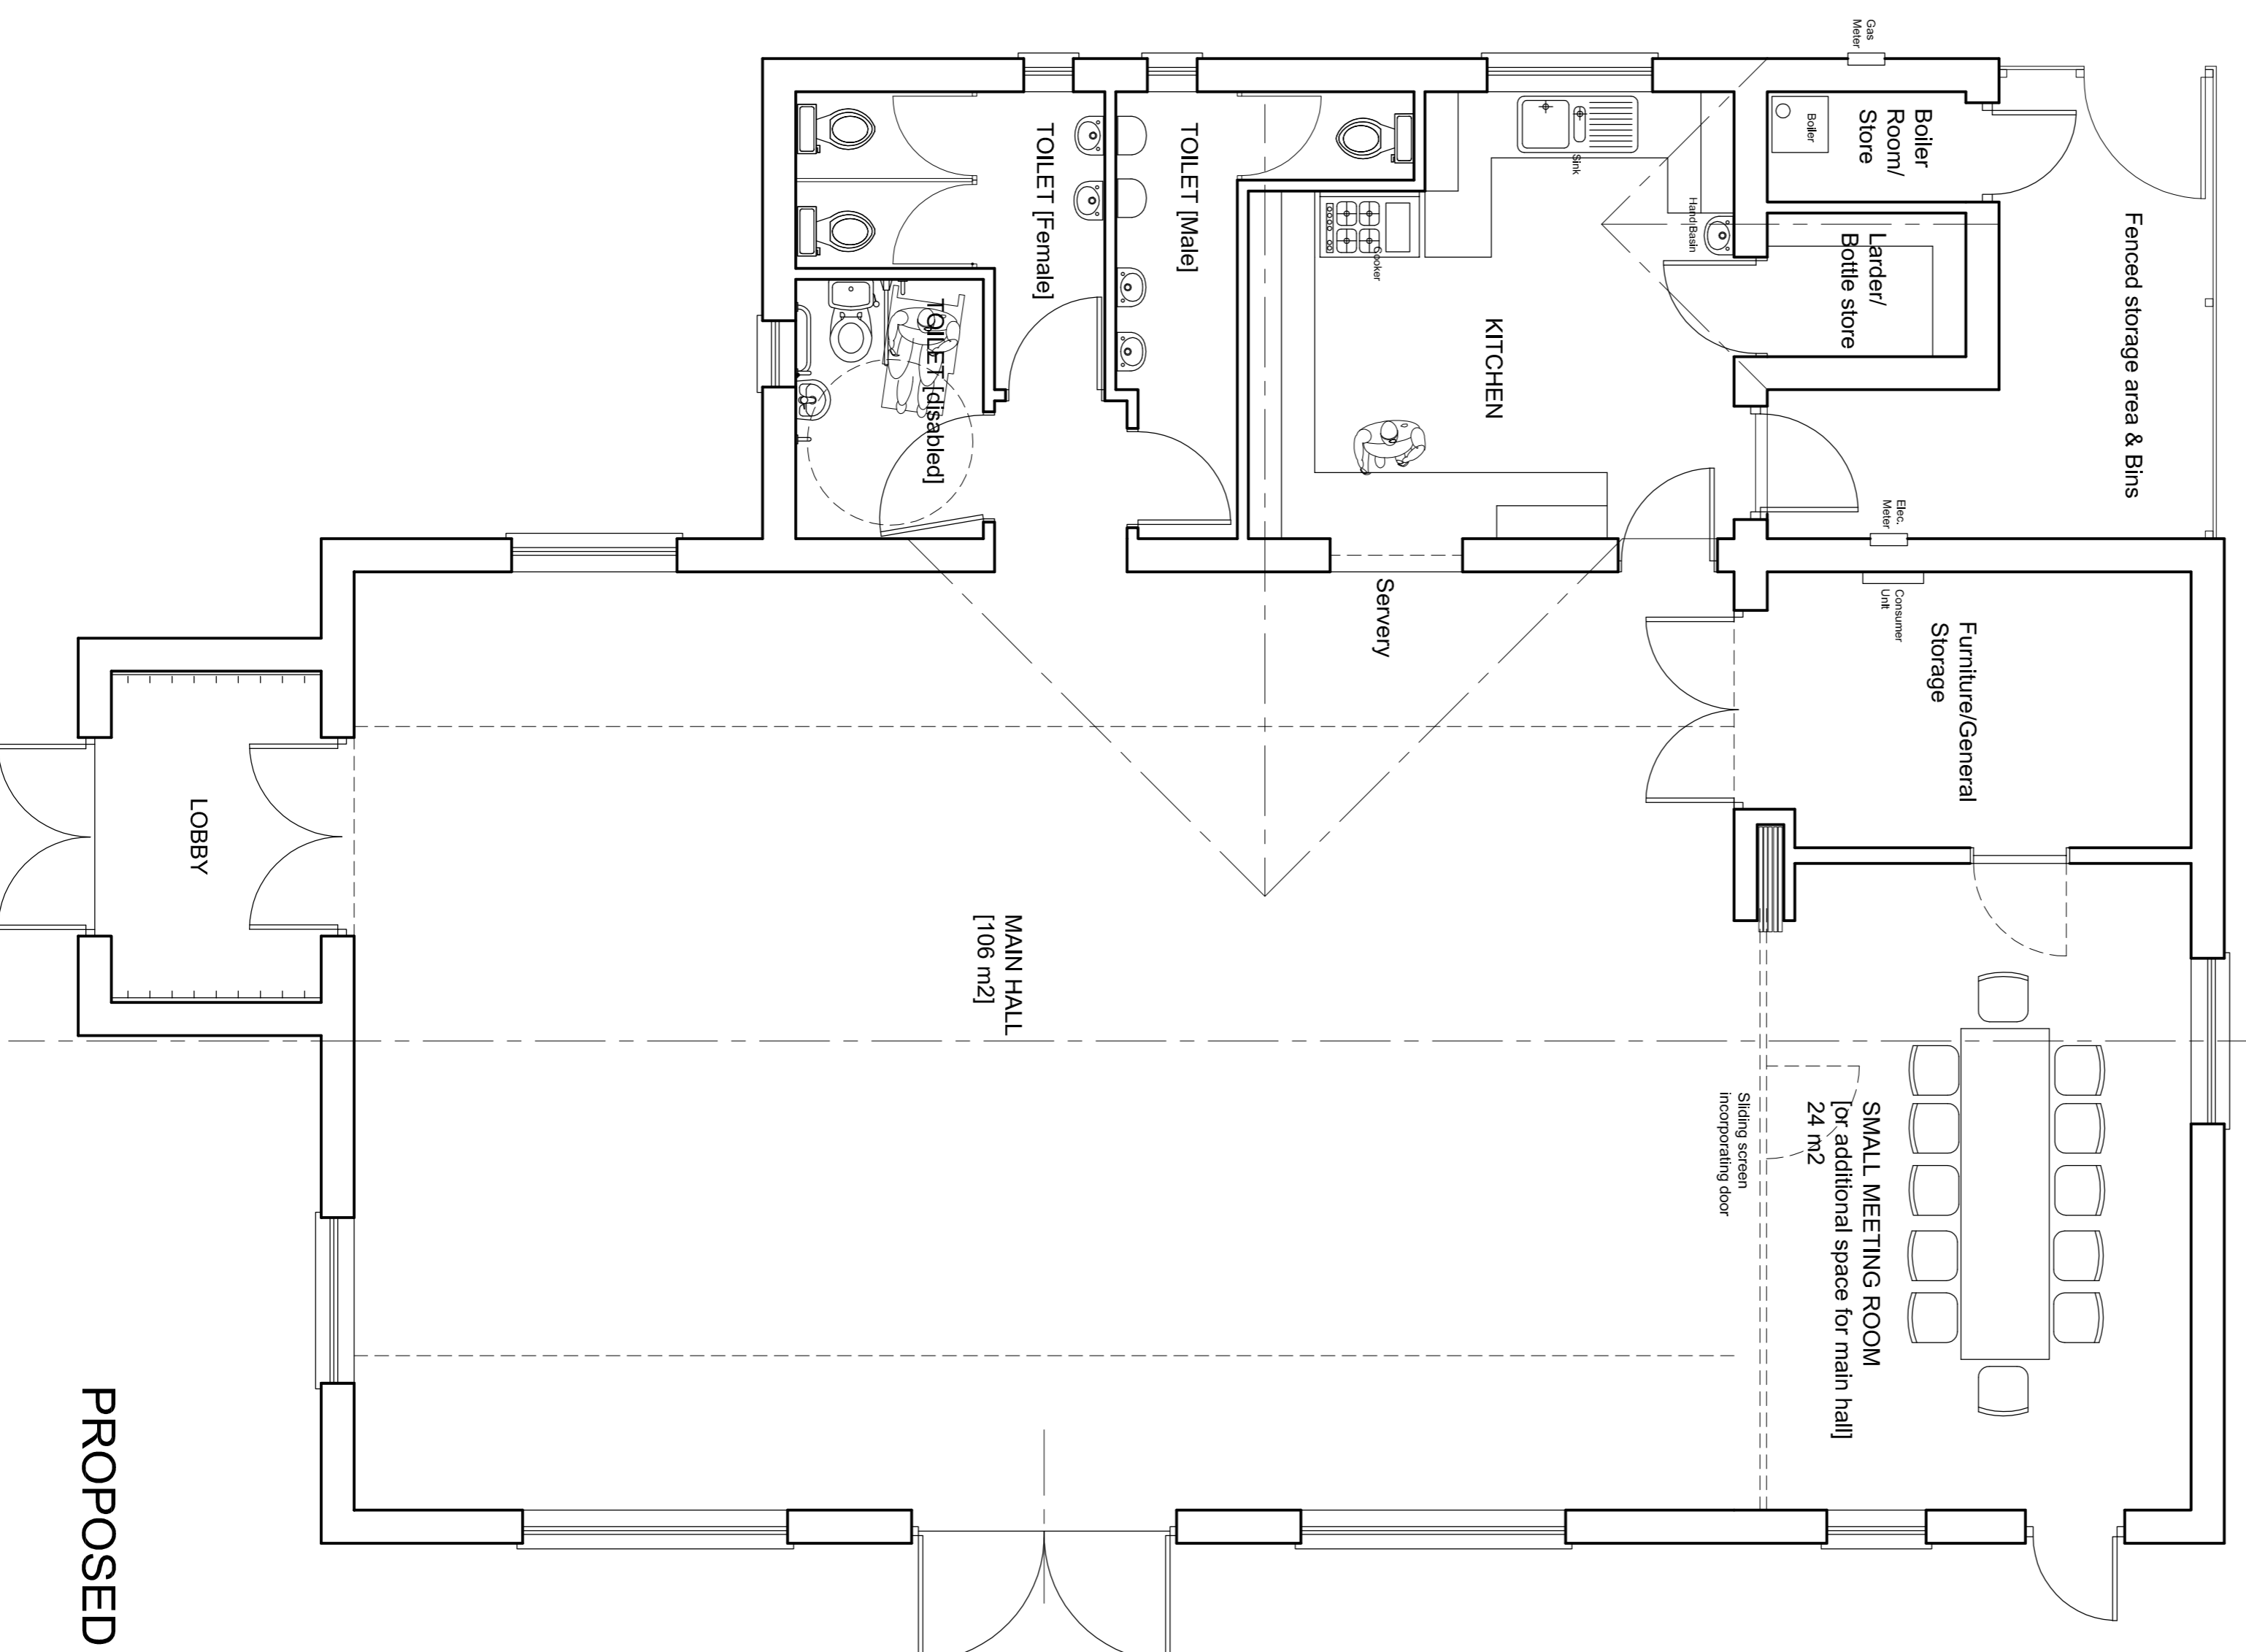 Gas
Meter
Boiler
Room/
Store
Boiler
Fenced storage area & Bins
Larder/
Bottle store
Sink
Hand Basin
Cooker
KITCHEN
TOILET [Male]
TOILET [Female]
TOILET [disabled]
Elec.
Meter
Consumer
Unit
Furniture/General
Storage
Servery
LOBBY
MAIN HALL
[106 m2]
Sliding screen
incorporating door
SMALL MEETING ROOM
[or additional space for main hall]
24 m2
PROPOSED